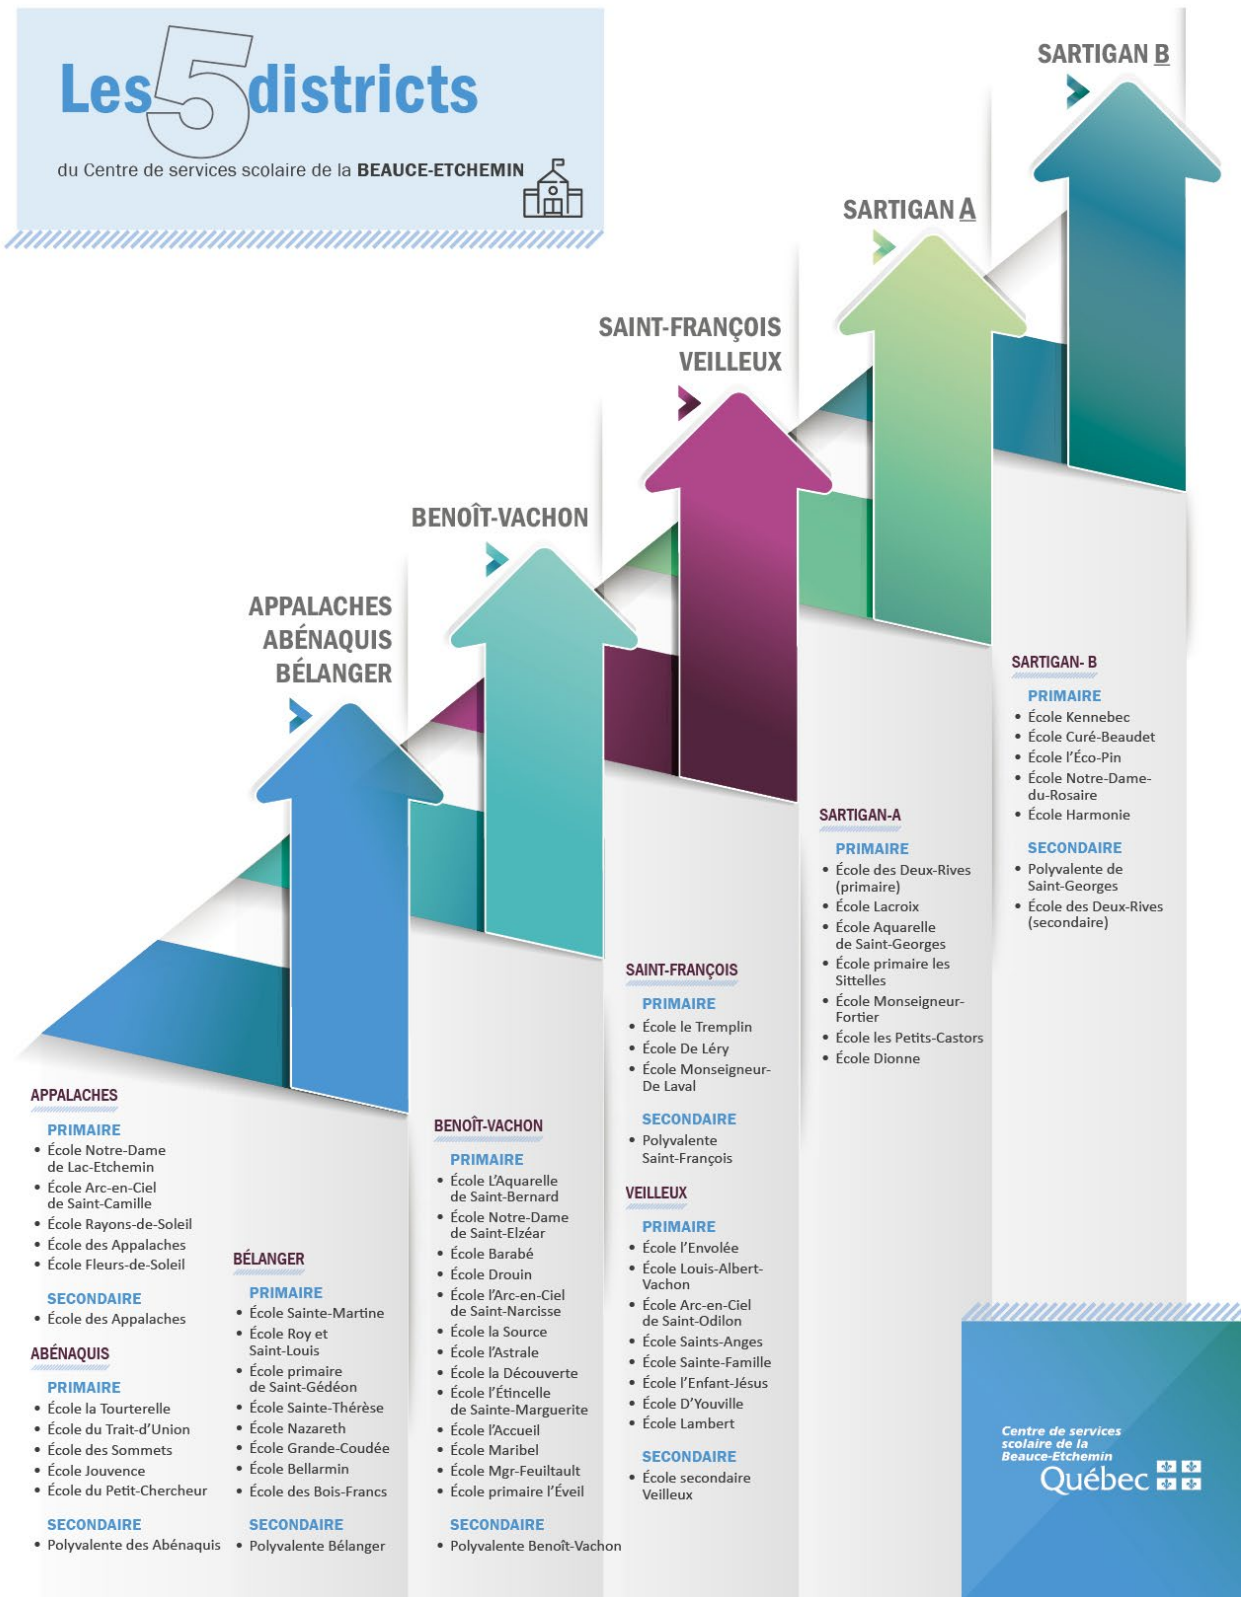 Les 5 districts
du Centre de services scolaire de la BEAUCE-ETCHEMIN
SARTIGAN B
SARTIGAN A
SAINT-FRANÇOIS
VEILLEUX
BENOÎT-VACHON
APPALACHES
ABÉNAQUIS
BÉLANGER
APPALACHES
PRIMAIRE
• École Notre-Dame
de Lac-Etchemin
• École Arc-en-Ciel
de Saint-Camille
• École Rayons-de-Soleil
• École des Appalaches
• École Fleurs-de-Soleil
SECONDAIRE
• École des Appalaches
ABÉNAQUIS
PRIMAIRE
• École la Tourterelle
• École du Trait-d'Union
• École des Sommets
• École Jouvence
• École du Petit-Chercheur
SECONDAIRE
• Polyvalente des Abénaquis
BÉLANGER
PRIMAIRE
• École Sainte-Martine
• École Roy et
Saint-Louis
• École primaire
de Saint-Gédéon
• École Sainte-Thérèse
• École Nazareth
• École Grande-Coudée
• École Bellarmin
• École des Bois-Francs
SECONDAIRE
• Polyvalente Bélanger
BENOÎT-VACHON
PRIMAIRE
• École L'Aquarelle
de Saint-Bernard
• École Notre-Dame
de Saint-Elzéar
• École Barabé
• École Drouin
• École l'Arc-en-Ciel
de Saint-Narcisse
• École la Source
• École l'Astrale
• École la Découverte
• École l'Étincelle
de Sainte-Marguerite
• École l'Accueil
• École Maribel
• École Mgr-Feuiltault
• École primaire l'Éveil
SECONDAIRE
• Polyvalente Benoît-Vachon
SAINT-FRANÇOIS
PRIMAIRE
• École le Tremplin
• École De Léry
• École Monseigneur-
De Laval
SECONDAIRE
• Polyvalente
Saint-François
VEILLEUX
PRIMAIRE
• École l'Envolée
• École Louis-Albert-
Vachon
• École Arc-en-Ciel
de Saint-Odilon
• École Saints-Anges
• École Sainte-Famille
• École l'Enfant-Jésus
• École D'Youville
• École Lambert
SECONDAIRE
• École secondaire
Veilleux
SARTIGAN-A
PRIMAIRE
• École des Deux-Rives
(primaire)
• École Lacroix
• École Aquarelle
de Saint-Georges
• École primaire les
Sittelles
• École Monseigneur-
Fortier
• École les Petits-Castors
• École Dionne
SARTIGAN- B
PRIMAIRE
• École Kennebec
• École Curé-Beaudet
• École l'Éco-Pin
• École Notre-Dame-
du-Rosaire
• École Harmonie
SECONDAIRE
• Polyvalente de
Saint-Georges
• École des Deux-Rives
(secondaire)
Centre de services
scolaire de la
Beauce-Etchemin
Québec